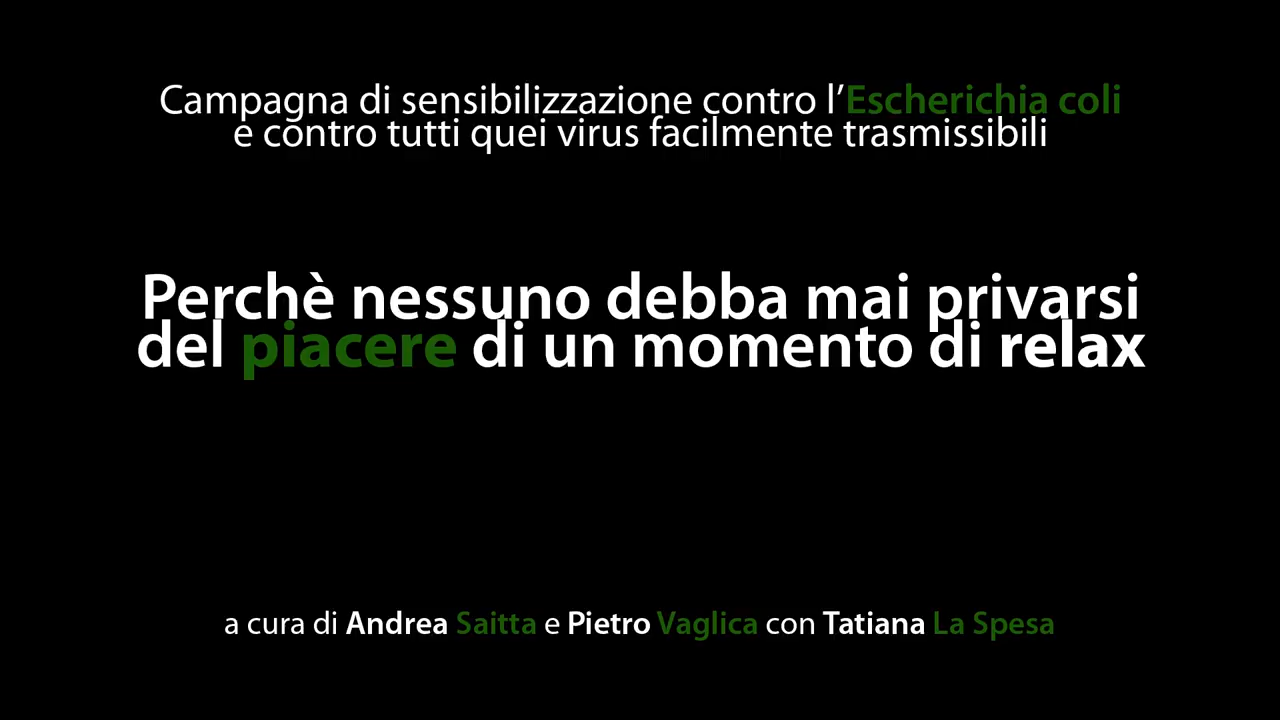 Campagna di sensibilizzazione contro l’Escherichia coli
e contro tutti quei virus facilmente trasmissibili
Perchè nessuno debba mai privarsi
del piacere di un momento di relax
a cura di Andrea Saitta e Pietro Vaglica con Tatiana La Spesa